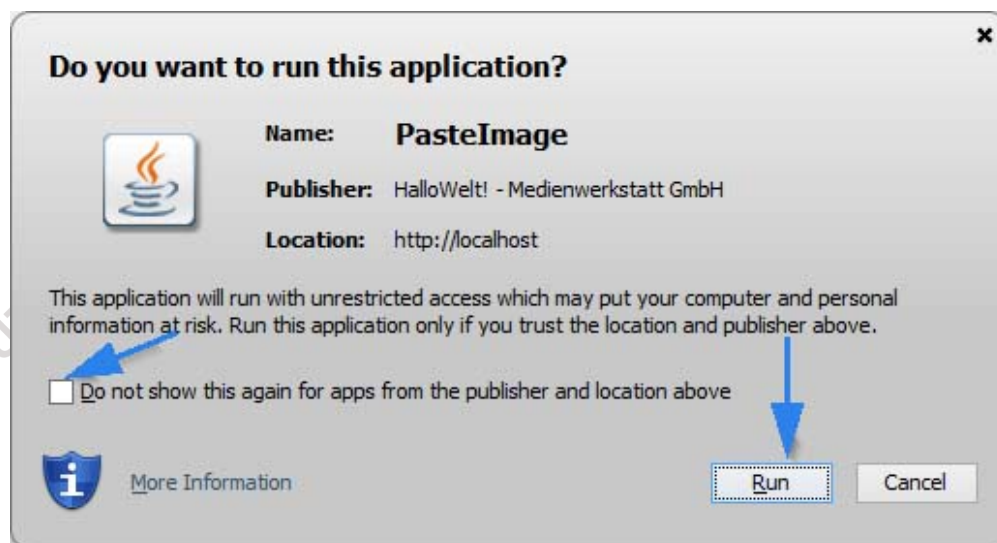 Do you want to run this application?
Name: PasteImage
Publisher: HalloWelt! - Medienwerkstatt GmbH
Location: http://localhost
This application will run with unrestricted access which may put your computer and personal
information at risk. Run this application only if you trust the location and publisher above.
Do not show this again for apps from the publisher and location above
More Information
Run
Cancel